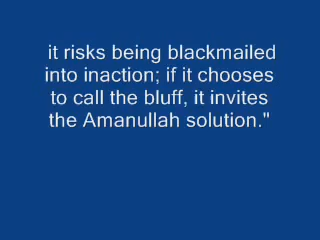 it risks being blackmailed
into inaction; if it chooses
to call the bluff, it invites
the Amanullah solution."